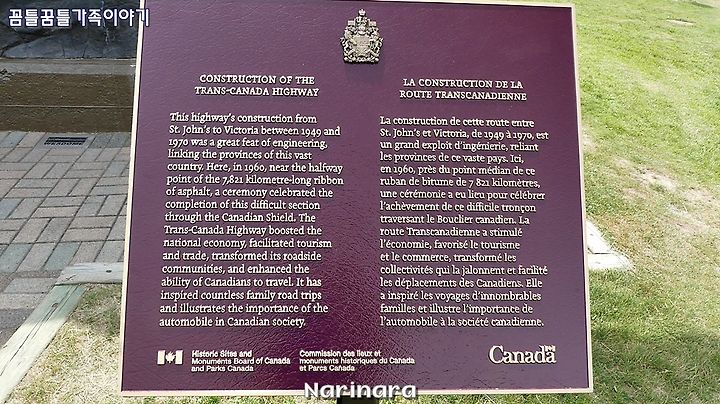 꿈틀꿈틀가족이야기
CONSTRUCTION OF THE
TRANS-CANADA HIGHWAY
This highway's construction from
St. John's to Victoria between 1949 and
1970 was a great feat of engineering,
linking the provinces of this vast
country. Here, in 1960, near the halfway
point of the 7,821 kilometre-long ribbon
of asphalt, a ceremony celebrated the
completion of this difficult section
through the Canadian Shield. The
Trans-Canada Highway boosted the
national economy, facilitated tourism
and trade, transformed its roadside
communities, and enhanced the
ability of Canadians to travel. It has
inspired countless family road trips
and illustrates the importance of the
automobile in Canadian society.
LA CONSTRUCTION DE LA
ROUTE TRANSCANADIENNE
La construction de cette route entre
St. John's et Victoria, de 1949 à 1970, est
un grand exploit d'ingénierie, reliant
les provinces de ce vaste pays. Ici,
en 1960, près du point médian de ce
ruban de bitume de 7 821 kilomètres,
une cérémonie a eu lieu pour célébrer
l'achèvement de ce difficile tronçon
traversant le Bouclier canadien. La
route Transcanadienne a stimulé
l'économie, favorisé le tourisme
et le commerce, transformé les
collectivités qui la jalonnent et facilité
les déplacements des Canadiens. Elle
a inspiré les voyages d'innombrables
familles et illustre l'importance de
l'automobile à la société canadienne.
Historic Sites and
Monuments Board of Canada
and Parks Canada
Commission des lieux et
monuments historiques du Canada
et Parcs Canada
Canada
Narinara